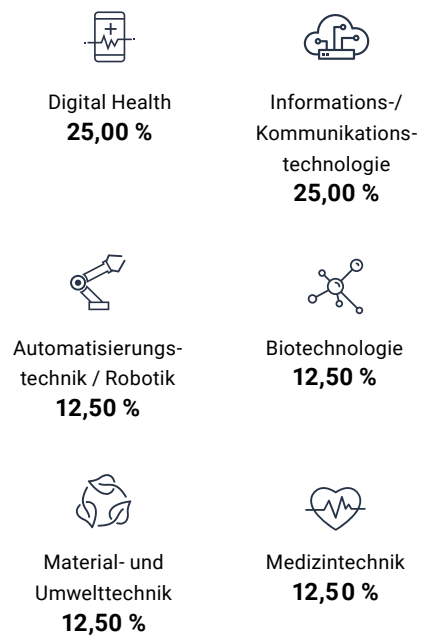 Digital Health
25,00 %
Informations-/
Kommunikations-
technologie
25,00 %
Automatisierungs-
technik / Robotik
12,50 %
Biotechnologie
12,50 %
Material- und
Umwelttechnik
12,50 %
Medizintechnik
12,50 %